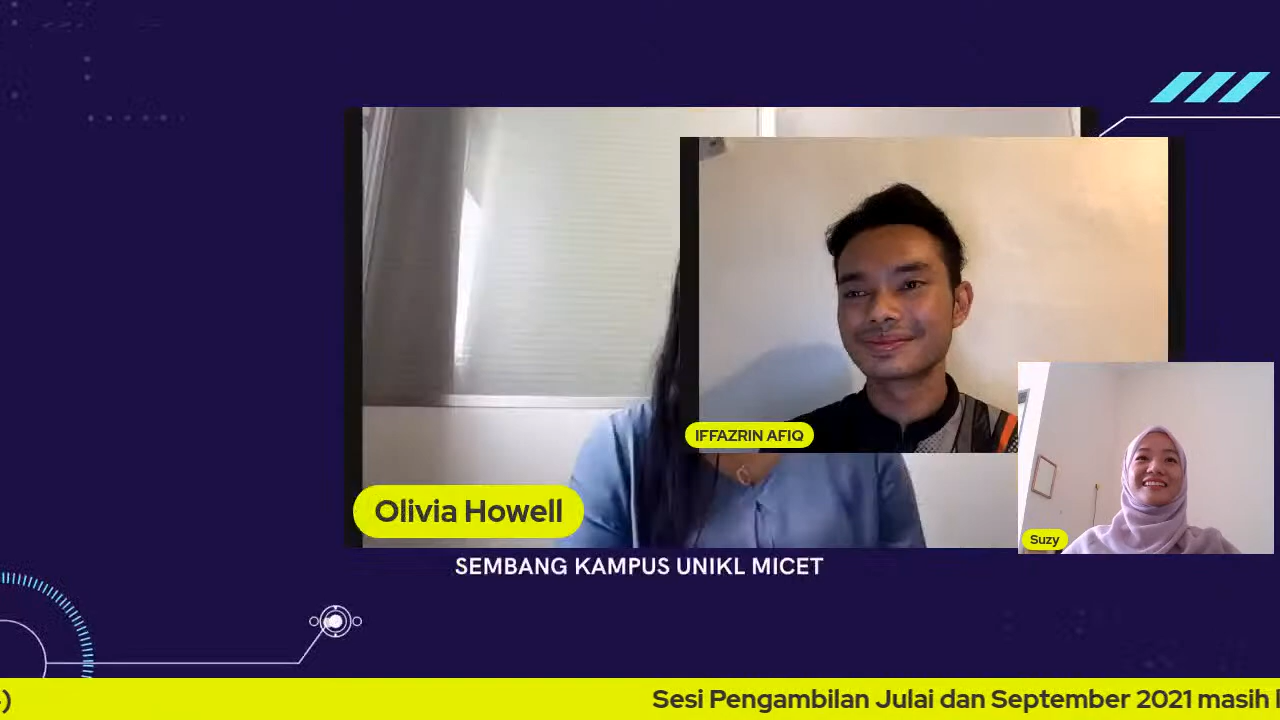 IFFAZRIN AFIQ
Olivia Howell
Suzy
SEMBANG KAMPUS UNIKL MICET
) Sesi Pengambilan Julai dan September 2021 masih